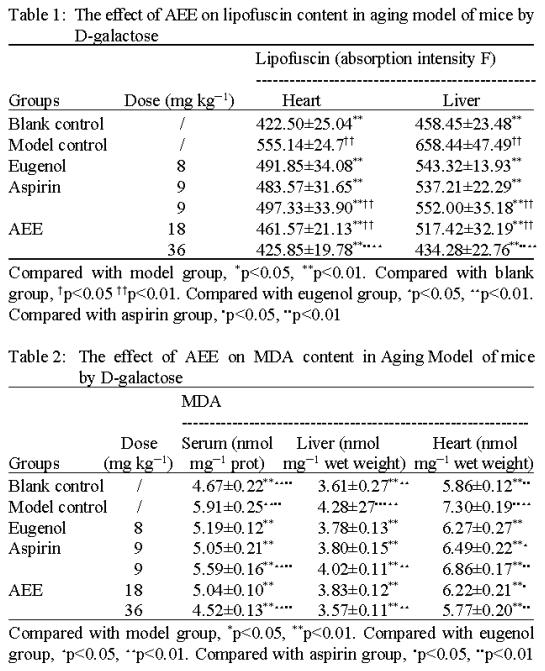 Table 1: The effect of AEE on lipofuscin content in aging model of mice by
D-galactose
Lipofuscin (absorption intensity F)
Groups Dose (mg kg⁻¹) Heart Liver
Blank control / 422.50±25.04** 458.45±23.48**
Model control / 555.14±24.7†† 658.44±47.49††
Eugenol 8 491.85±34.08** 543.32±13.93**
Aspirin 9 483.57±31.65** 537.21±22.29**
9 497.33±33.90**†† 552.00±35.18**††
AEE 18 461.57±21.13**†† 517.42±32.19**††
36 425.85±19.78**▪▪▴▴ 434.28±22.76**▪▪▴▴
Compared with model group, *p<0.05, **p<0.01. Compared with blank
group, †p<0.05 ††p<0.01. Compared with eugenol group, ▴p<0.05, ▴▴p<0.01.
Compared with aspirin group, ▪p<0.05, ▪▪p<0.01
Table 2: The effect of AEE on MDA content in Aging Model of mice
by D-galactose
MDA
Dose Serum (nmol Liver (nmol Heart (nmol
Groups (mg kg⁻¹) mg⁻¹ prot) mg⁻¹ wet weight) mg⁻¹ wet weight)
Blank control / 4.67±0.22**▴▴▪▪ 3.61±0.27**▪▴▴ 5.86±0.12**▪▪
Model control / 5.91±0.25▴▴▪▪ 4.28±27▪▪▴▴ 7.30±0.19▪▪▴▴
Eugenol 8 5.19±0.12** 3.78±0.13** 6.27±0.27**
Aspirin 9 5.05±0.21** 3.80±0.15** 6.49±0.22**▴
9 5.59±0.16**▴▴▪▪ 4.02±0.11**▪▴▴ 6.86±0.17**▪▪
AEE 18 5.04±0.10** 3.83±0.12** 6.22±0.21**▪
36 4.52±0.13**▴▴▪▪ 3.57±0.11**▪▴▴ 5.77±0.20**▪▪
Compared with model group, *p<0.05, **p<0.01. Compared with eugenol
group, ▴p<0.05, ▴▴p<0.01. Compared with aspirin group, ▪p<0.05, ▪▪p<0.01